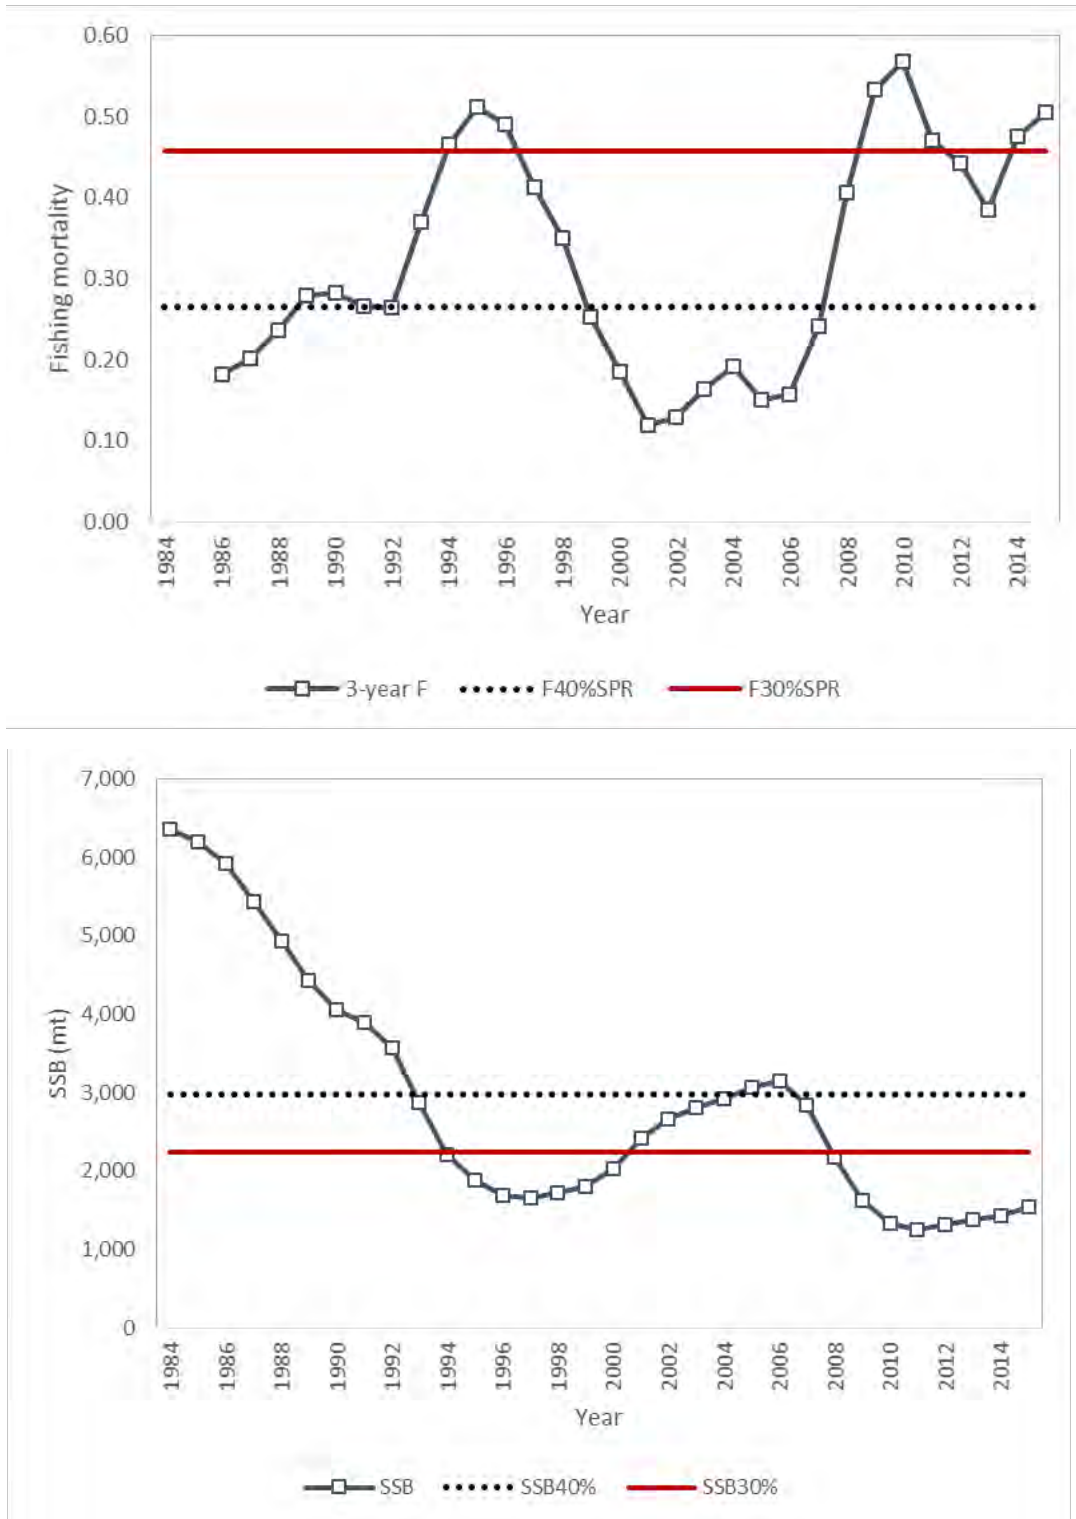 0.60
0.50
0.40
0.30
0.20
0.10
0.00
Fishing mortality
1984 1986 1988 1990 1992 1994 1996 1998 2000 2002 2004 2006 2008 2010 2012 2014
Year
3-year F F40%SPR F30%SPR
7,000
6,000
5,000
4,000
3,000
2,000
1,000
0
SSB (mt)
1984 1986 1988 1990 1992 1994 1996 1998 2000 2002 2004 2006 2008 2010 2012 2014
Year
SSB SSB40% SSB30%